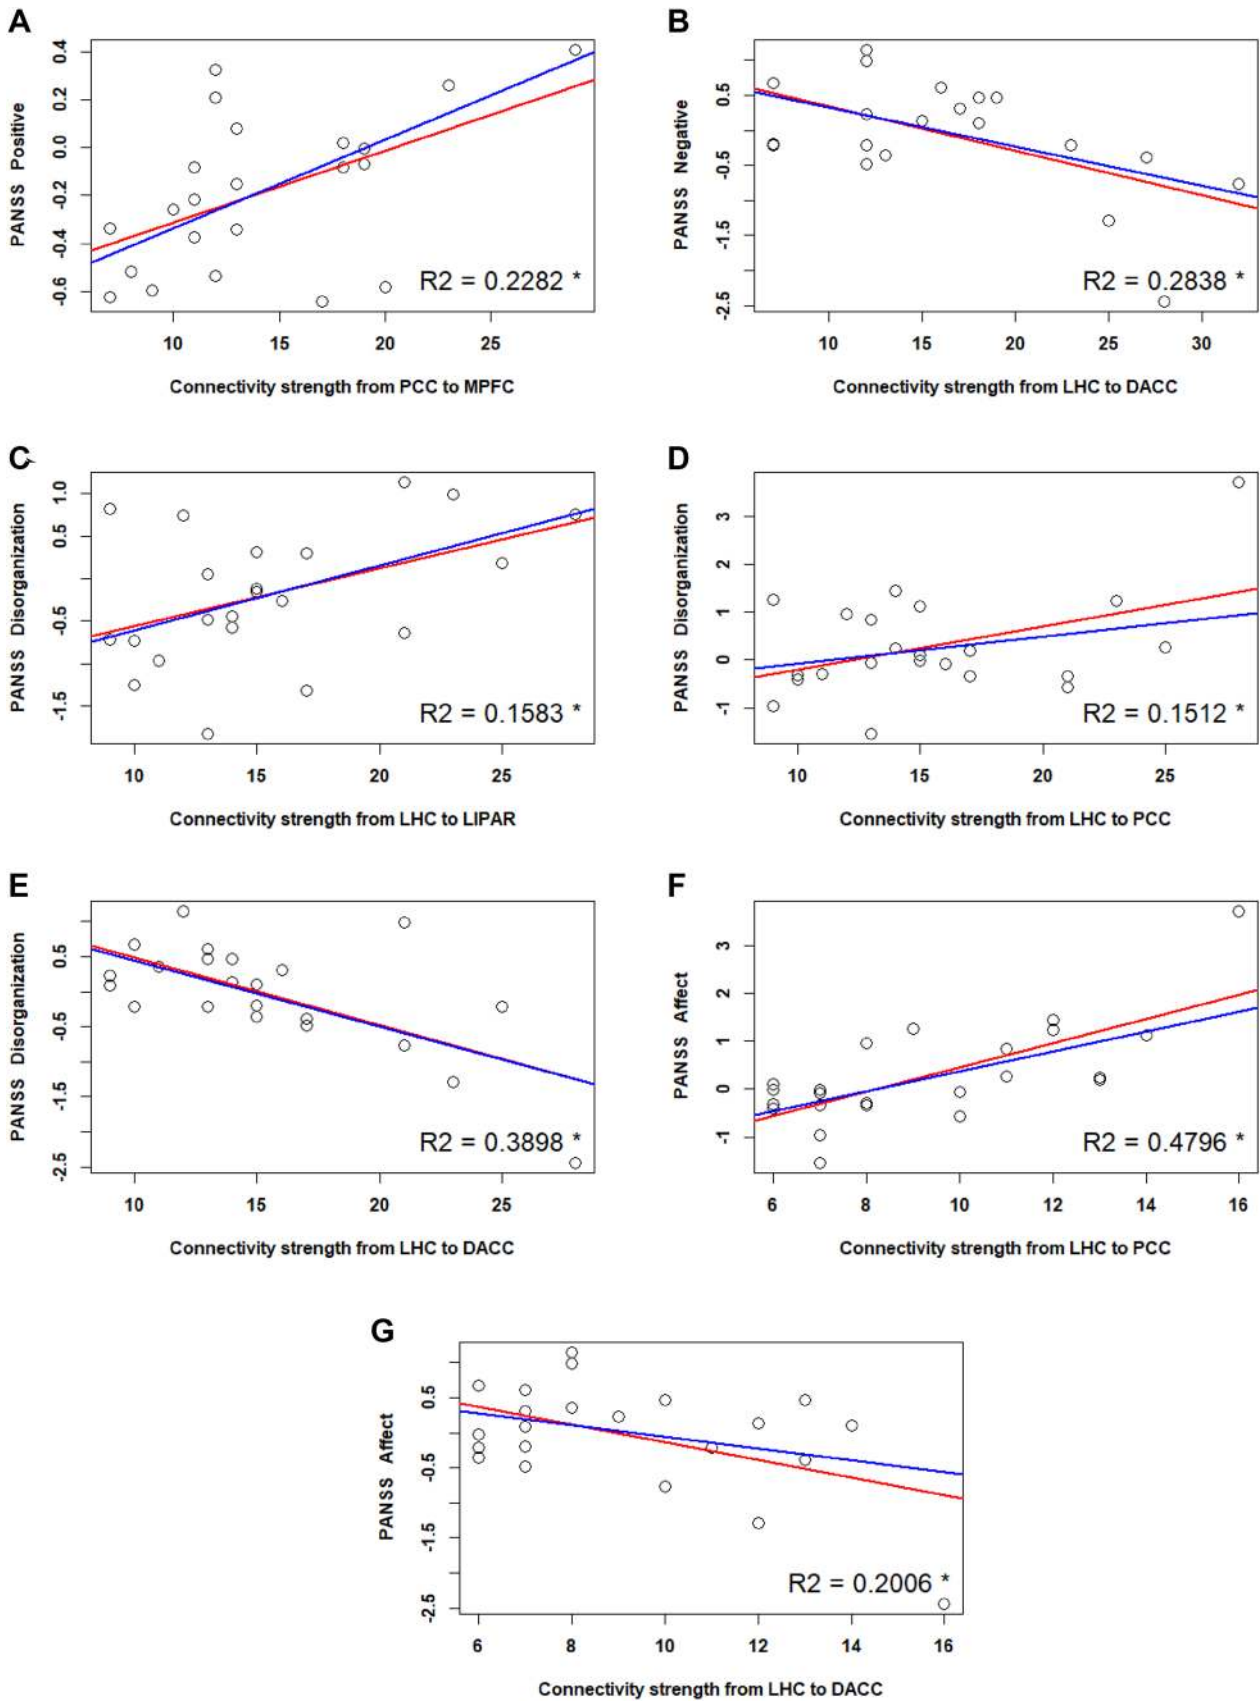 A
B
0.4
0.2
0.0
-0.2
-0.4
-0.6
PANSS Positive
R2 = 0.2282 *
10 15 20 25
Connectivity strength from PCC to MPFC
0.5
-0.5
-1.5
-2.5
PANSS Negative
R2 = 0.2838 *
10 15 20 25 30
Connectivity strength from LHC to DACC
C
D
1.0
0.5
-0.5
-1.5
PANSS Disorganization
R2 = 0.1583 *
10 15 20 25
Connectivity strength from LHC to LIPAR
3
2
1
0
-1
PANSS Disorganization
R2 = 0.1512 *
10 15 20 25
Connectivity strength from LHC to PCC
E
F
0.5
-0.5
-1.5
-2.5
PANSS Disorganization
R2 = 0.3898 *
10 15 20 25
Connectivity strength from LHC to DACC
3
2
1
0
-1
PANSS Affect
R2 = 0.4796 *
6 8 10 12 14 16
Connectivity strength from LHC to PCC
G
0.5
-0.5
-1.5
-2.5
PANSS Affect
R2 = 0.2006 *
6 8 10 12 14 16
Connectivity strength from LHC to DACC